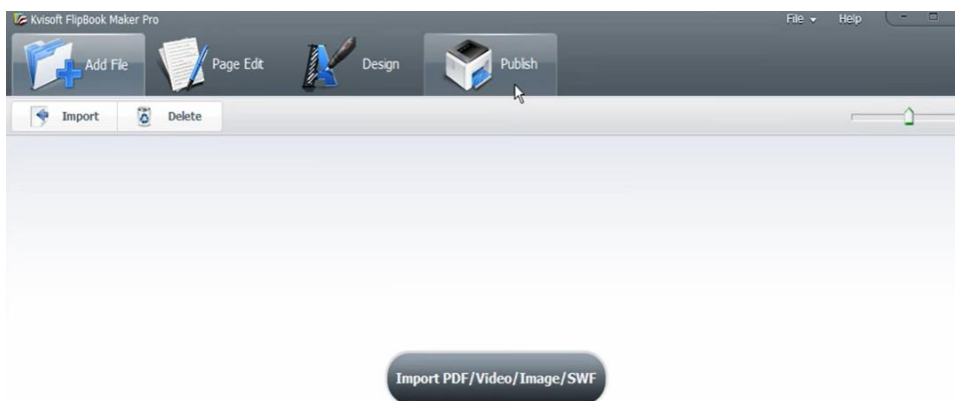 Kvisoft FlipBook Maker Pro File Help
Add File Page Edit Design Publish
Import Delete
Import PDF/Video/Image/SWF